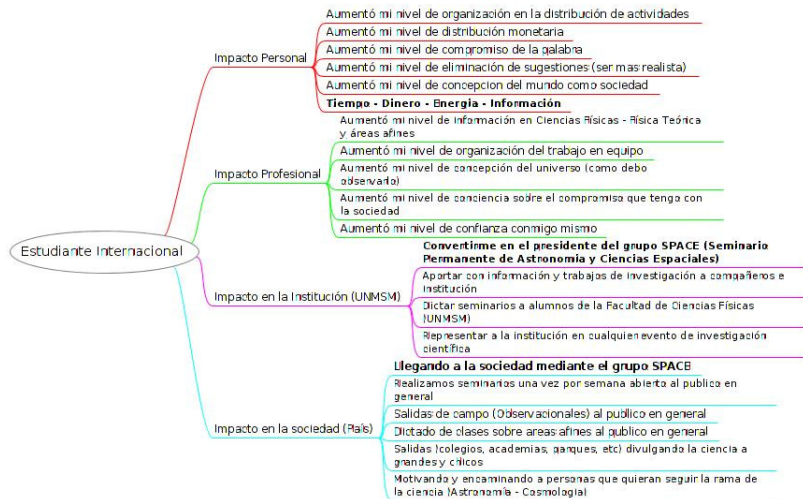 Estudiante Internacional
Impacto Personal
Aumentó mi nivel de organización en la distribución de actividades
Aumentó mi nivel de distribución monetaria
Aumentó mi nivel de compromiso de la palabra
Aumentó mi nivel de eliminación de sugestiones (ser mas realista)
Aumentó mi nivel de concepcion del mundo como sociedad
Tiempo - Dinero - Energia - Información
Impacto Profesional
Aumentó mi nivel de información en Ciencias Físicas - Física Teórica
y áreas afines
Aumentó mi nivel de organización del trabajo en equipo
Aumentó mi nivel de concepción del universo (como debo
observarlo)
Aumentó mi nivel de conciencia sobre el compromiso que tengo con
la sociedad
Aumentó mi nivel de confianza conmigo mismo
Impacto en la Institución (UNMSM)
Convertirme en el presidente del grupo SPACE (Seminario
Permanente de Astronomia y Ciencias Espaciales)
Aportar con información y trabajos de investigación a compañeros e
institución
Dictar seminarios a alumnos de la Facultad de Ciencias Físicas
(UNMSM)
Representar a la institución en cualquier evento de investigación
científica
Impacto en la sociedad (País)
Llegando a la sociedad mediante el grupo SPACE
Realizamos seminarios una vez por semana abierto al publico en
general
Salidas de campo (Observacionales) al publico en general
Dictado de clases sobre areas afines al publico en general
Salidas (colegios, academias, parques, etc) divulgando la ciencia a
grandes y chicos
Motivando y encaminando a personas que quieran seguir la rama de
la ciencia (Astronomía - Cosmología)